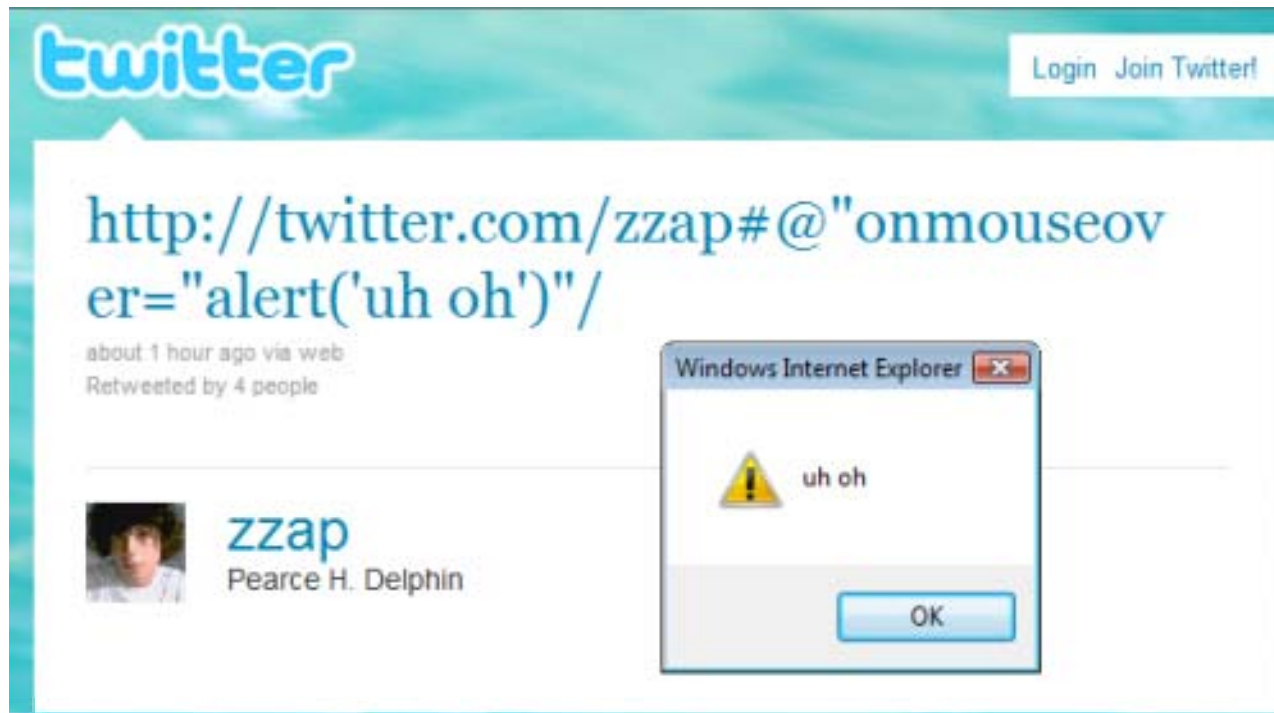 twitter
Login Join Twitter!
http://twitter.com/zzap#@"onmouseov
er="alert('uh oh')"/
about 1 hour ago via web
Retweeted by 4 people
Windows Internet Explorer
uh oh
OK
zzap
Pearce H. Delphin